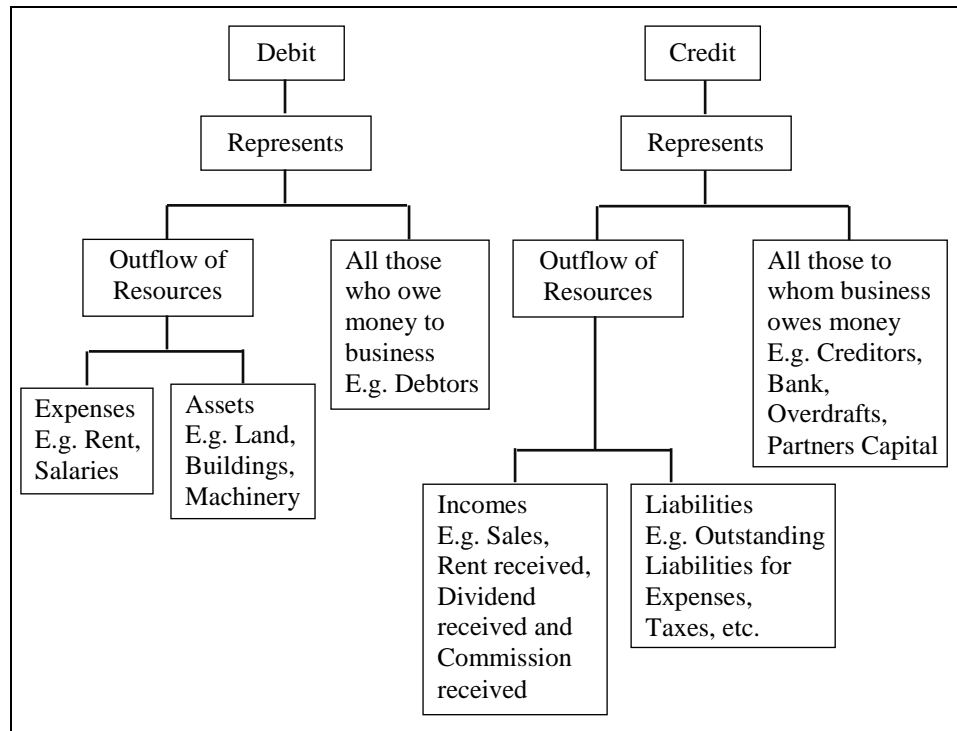 Debit
Represents
Outflow of
Resources
All those
who owe
money to
business
E.g. Debtors
Expenses
E.g. Rent,
Salaries
Assets
E.g. Land,
Buildings,
Machinery
Credit
Represents
Outflow of
Resources
All those to
whom business
owes money
E.g. Creditors,
Bank,
Overdrafts,
Partners Capital
Incomes
E.g. Sales,
Rent received,
Dividend
received and
Commission
received
Liabilities
E.g. Outstanding
Liabilities for
Expenses,
Taxes, etc.